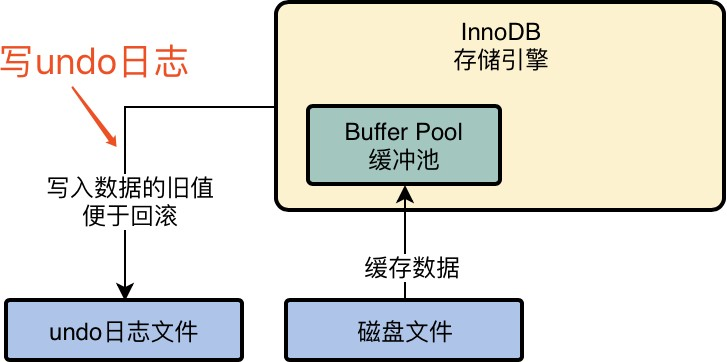 InnoDB
存储引擎
写undo日志
Buffer Pool
缓冲池
写入数据的旧值
便于回滚
缓存数据
undo日志文件
磁盘文件